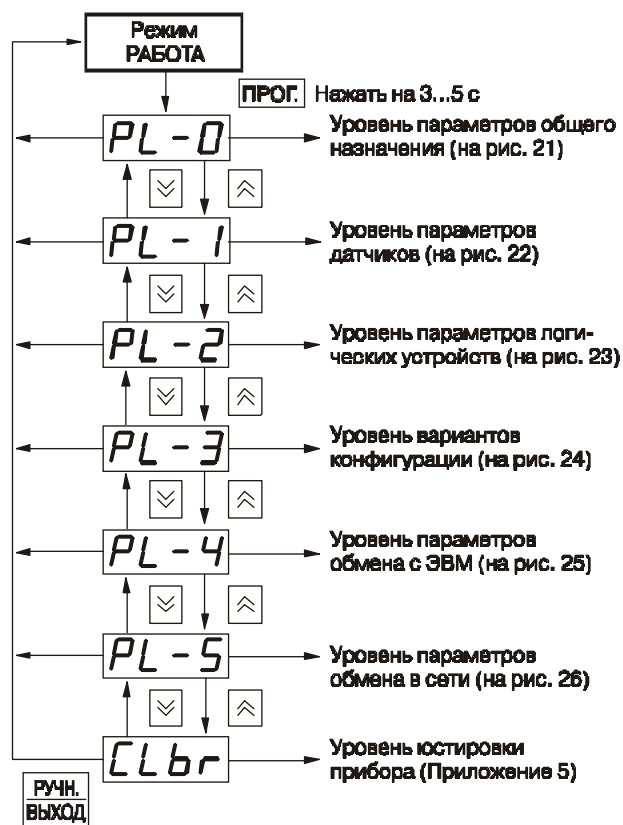 Режим
РАБОТА
ПРОГ. Нажать на 3...5 с
PL-0
Уровень параметров общего
назначения (на рис. 21)
PL-1
Уровень параметров
датчиков (на рис. 22)
PL-2
Уровень параметров логи-
ческих устройств (на рис. 23)
PL-3
Уровень вариантов
конфигурации (на рис. 24)
PL-4
Уровень параметров
обмена с ЭВМ (на рис. 25)
PL-5
Уровень параметров
обмена в сети (на рис. 26)
CLbr
Уровень юстировки
прибора (Приложение 5)
РУЧН.
ВЫХОД